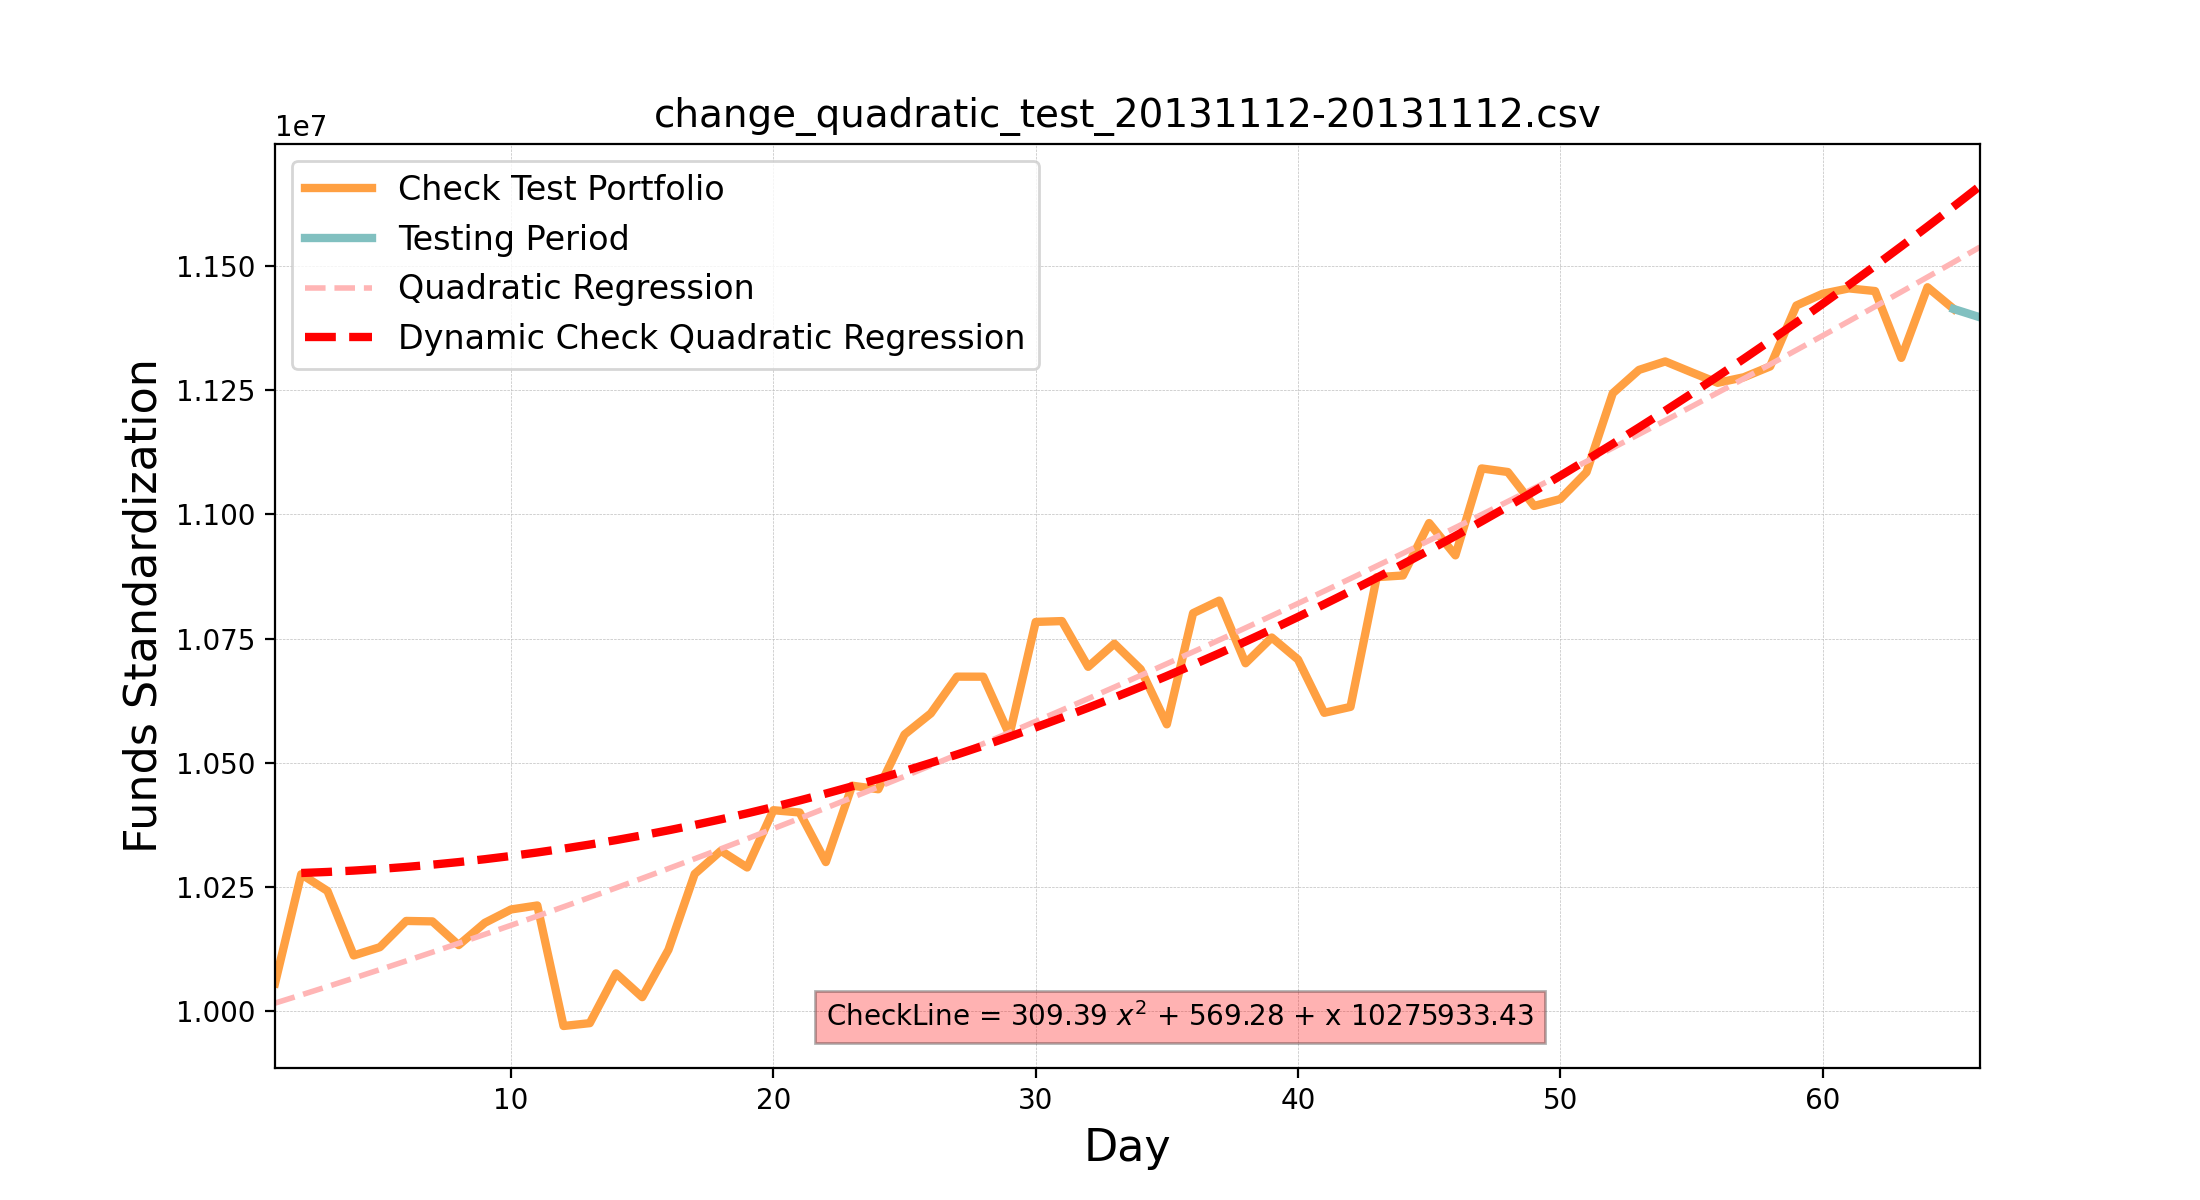 change_quadratic_test_20131112-20131112.csv
1e7
Check Test Portfolio
Testing Period
Quadratic Regression
Dynamic Check Quadratic Regression
Funds Standardization
1.150
1.125
1.100
1.075
1.050
1.025
1.000
CheckLine = 309.39 x² + 569.28 + x 10275933.43
10 20 30 40 50 60
Day